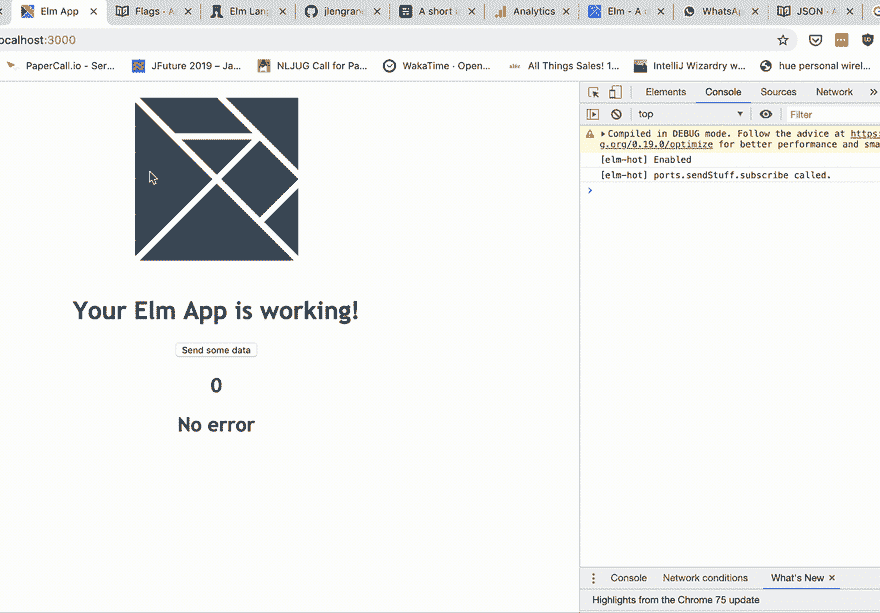 Elm App Flags - A Elm Lan jlengran A short Analytics Elm - A WhatsAp JSON - A
ocalhost:3000
PaperCall.io - Ser... JFuture 2019 – Ja... NLJUG Call for Pa... WakaTime · Open... All Things Sales! 1... IntelliJ Wizardry w... hue personal wirel...
Elements Console Sources Network »
top Filter
Compiled in DEBUG mode. Follow the advice at https:
g.org/0.19.0/optimize for better performance and sma
[elm-hot] Enabled
[elm-hot] ports.sendStuff.subscribe called.
Your Elm App is working!
Send some data
0
No error
Console Network conditions What's New
Highlights from the Chrome 75 update